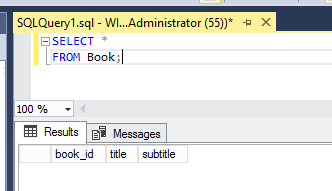 SQLQuery1.sql - WI...Administrator (55))*
SELECT *
FROM Book;
100 %
Results Messages
book_id title subtitle